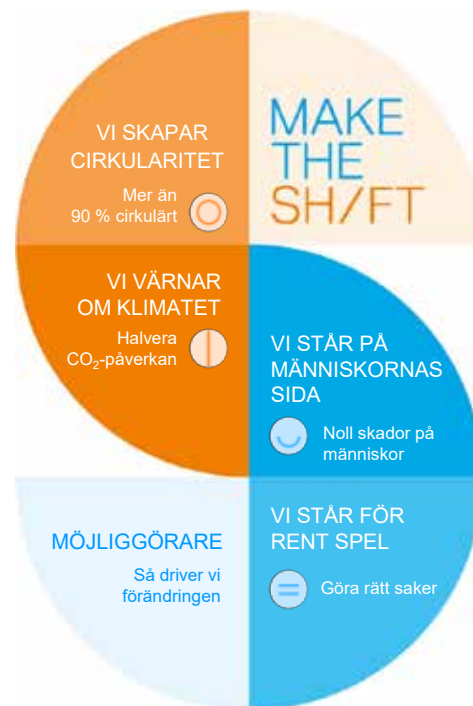 VI SKAPAR
CIRKULARITET
Mer än
90 % cirkulärt
MAKE
THE
SH/FT
VI VÄRNAR
OM KLIMATET
Halvera
CO₂-påverkan
VI STÅR PÅ
MÄNNISKORNAS
SIDA
Noll skador på
människor
MÖJLIGGÖRARE
Så driver vi
förändringen
VI STÅR FÖR
RENT SPEL
Göra rätt saker